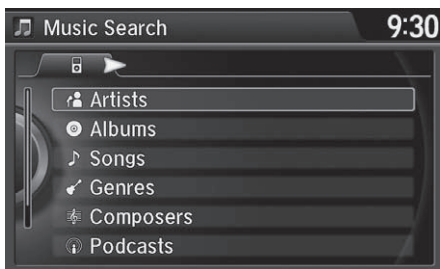 Music Search
9:30
Artists
Albums
Songs
Genres
Composers
Podcasts